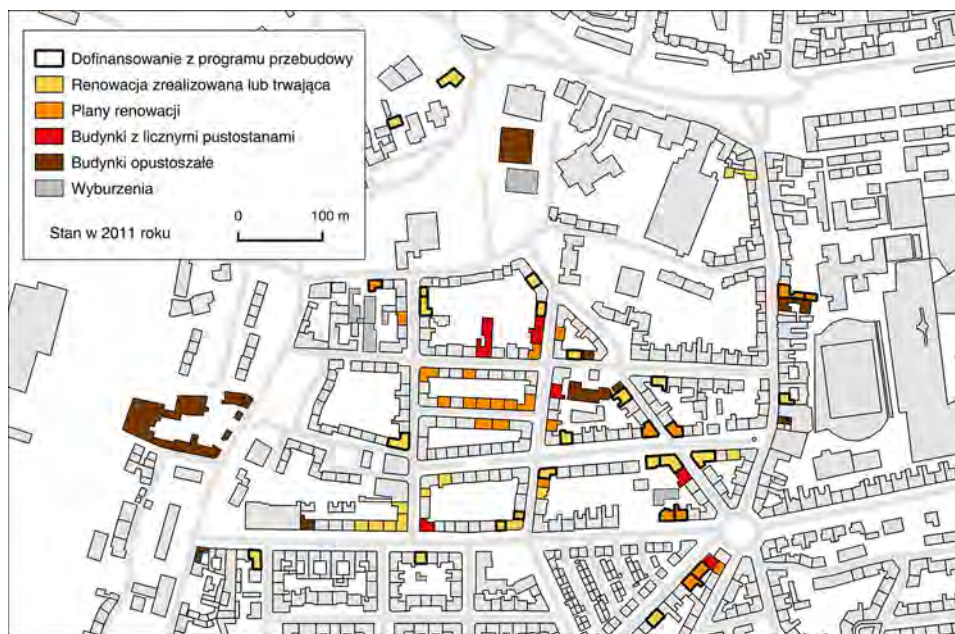 Dofinansowanie z programu przebudowy
Renowacja zrealizowana lub trwająca
Plany renowacji
Budynki z licznymi pustostanami
Budynki opustoszałe
Wyburzenia
Stan w 2011 roku
0
100 m